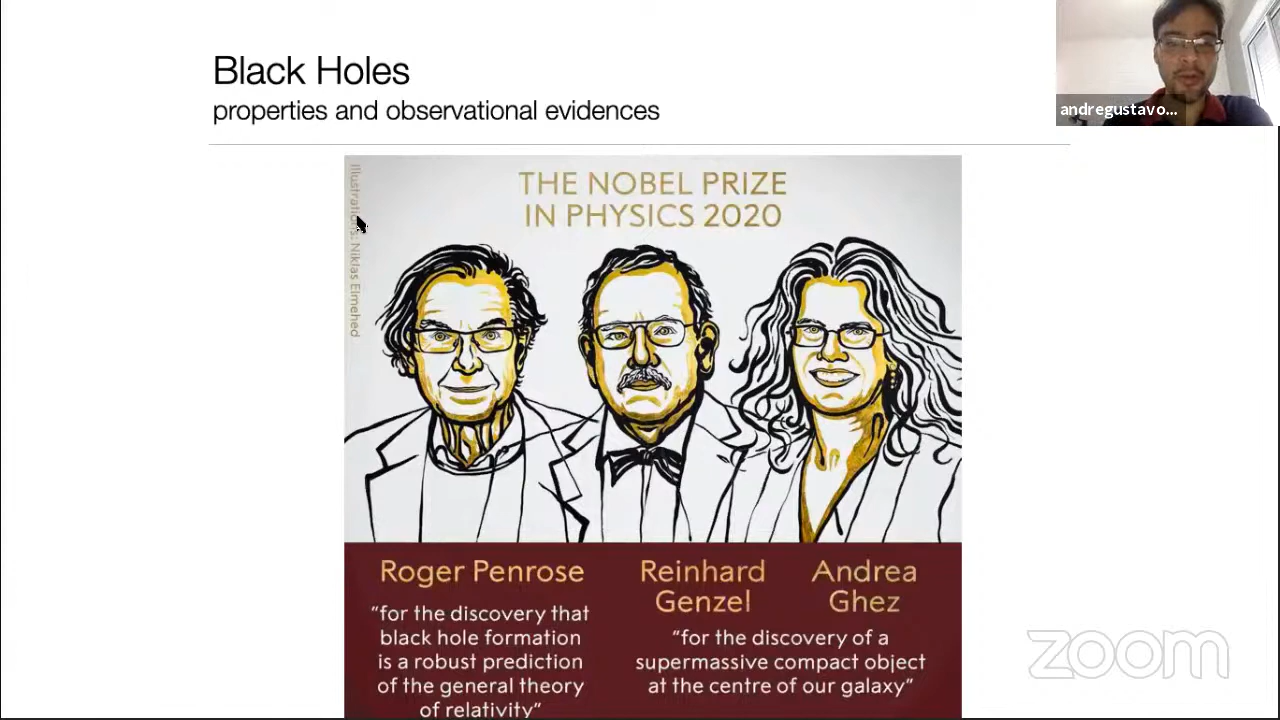 Black Holes
properties and observational evidences
andregustavo...
Illustrations: Niklas Elmehed
THE NOBEL PRIZE
IN PHYSICS 2020
Roger Penrose
“for the discovery that
black hole formation
is a robust prediction
of the general theory
of relativity”
Reinhard
Genzel
Andrea
Ghez
“for the discovery of a
supermassive compact object
at the centre of our galaxy”
zoom